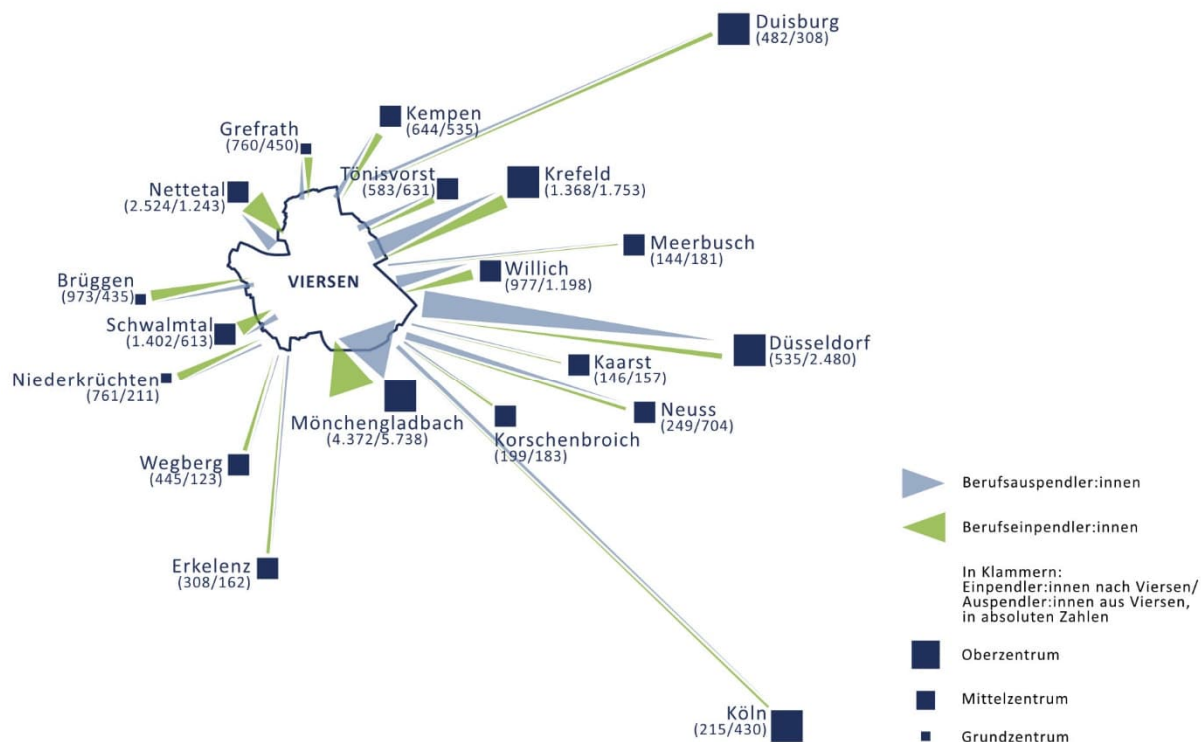 Duisburg
(482/308)
Kempen
(644/535)
Grefrath
(760/450)
Tönisvorst
(583/631)
Krefeld
(1.368/1.753)
Nettetal
(2.524/1.243)
Meerbusch
(144/181)
Willich
(977/1.198)
VIERSEN
Brüggen
(973/435)
Schwalmtal
(1.402/613)
Düsseldorf
(535/2.480)
Kaarst
(146/157)
Niederkrüchten
(761/211)
Neuss
(249/704)
Mönchengladbach
(4.372/5.738)
Korschenbroich
(199/183)
Wegberg
(445/123)
Erkelenz
(308/162)
Köln
(215/430)
Berufsauspendler:innen
Berufseinpendler:innen
In Klammern:
Einpendler:innen nach Viersen/
Auspendler:innen aus Viersen,
in absoluten Zahlen
Oberzentrum
Mittelzentrum
Grundzentrum